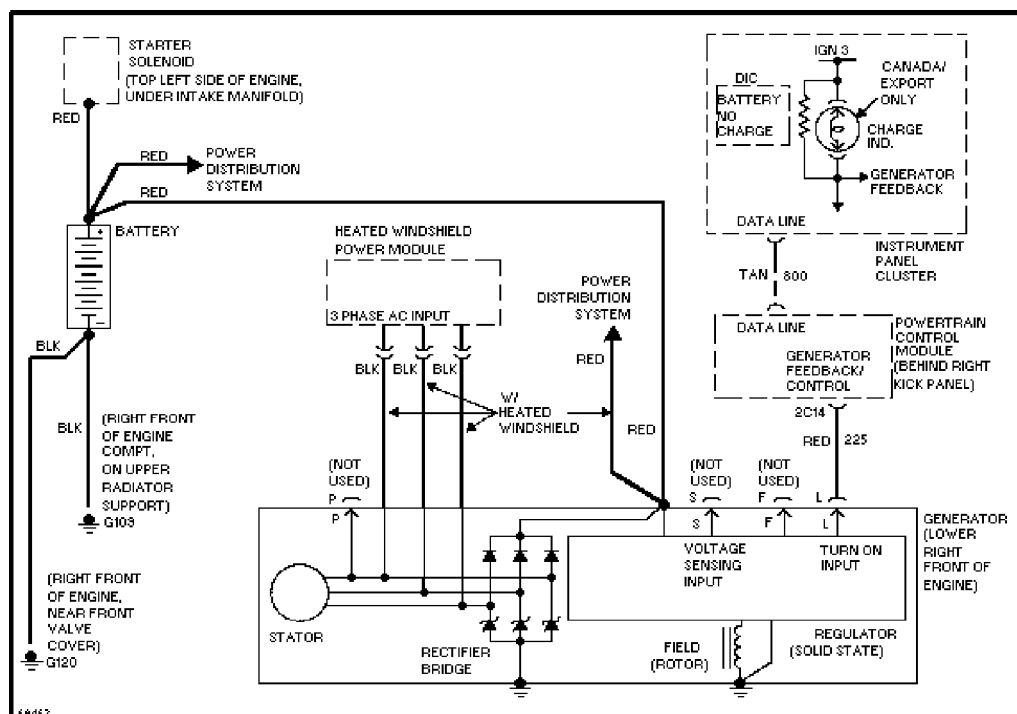 STARTER
SOLENOID
(TOP LEFT SIDE OF ENGINE,
UNDER INTAKE MANIFOLD)
RED
RED
POWER
DISTRIBUTION
SYSTEM
RED
BATTERY
+
-
BLK
BLK
(RIGHT FRONT
OF ENGINE
COMPT,
ON UPPER
RADIATOR
SUPPORT)
G103
(RIGHT FRONT
OF ENGINE,
NEAR FRONT
VALVE
COVER)
G120
HEATED WINDSHIELD
POWER MODULE
3 PHASE AC INPUT
BLK
BLK
BLK
W/
HEATED
WINDSHIELD
POWER
DISTRIBUTION
SYSTEM
RED
RED
IGN 3
DIC
BATTERY
NO
CHARGE
CANADA/
EXPORT
ONLY
CHARGE
IND.
GENERATOR
FEEDBACK
DATA LINE
INSTRUMENT
PANEL
CLUSTER
TAN
800
DATA LINE
GENERATOR
FEEDBACK/
CONTROL
POWERTRAIN
CONTROL
MODULE
(BEHIND RIGHT
KICK PANEL)
2C14
RED
225
(NOT
USED)
P
P
(NOT
USED)
S
S
(NOT
USED)
F
F
L
L
GENERATOR
(LOWER
RIGHT
FRONT OF
ENGINE)
VOLTAGE
SENSING
INPUT
TURN ON
INPUT
STATOR
RECTIFIER
BRIDGE
FIELD
(ROTOR)
REGULATOR
(SOLID STATE)